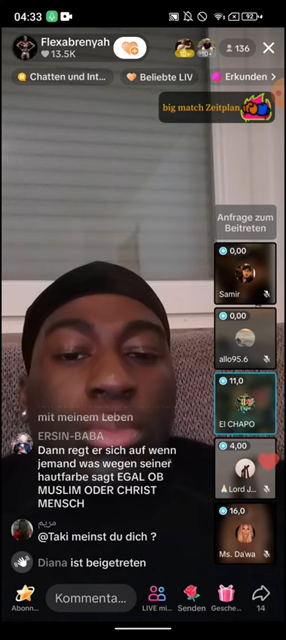 04:33
92
Flexabrenyah
13.5K
10+
10+
136
Chatten und Int...
Beliebte LIV
Erkunden
big match Zeitplan
Anfrage zum
Beitreten
0,00
Samir
0,00
allo95.6
11,0
El CHAPO
4,00
Lord J...
16,0
Ms. Da'wa
mit meinem Leben
ERSIN-BABA
Dann regt er sich auf wenn
jemand was wegen seiner
hautfarbe sagt EGAL OB
MUSLIM ODER CHRIST
MENSCH
مريم
@Taki meinst du dich ?
Diana ist beigetreten
Abonn...
Kommenta...
LIVE mi...
Senden
Gesche...
14